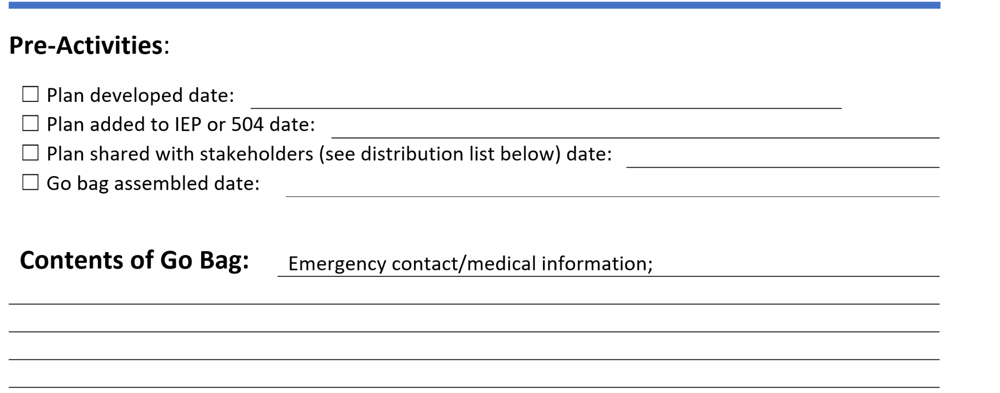 Pre-Activities:
☐ Plan developed date:
☐ Plan added to IEP or 504 date:
☐ Plan shared with stakeholders (see distribution list below) date:
☐ Go bag assembled date:
Contents of Go Bag: Emergency contact/medical information;